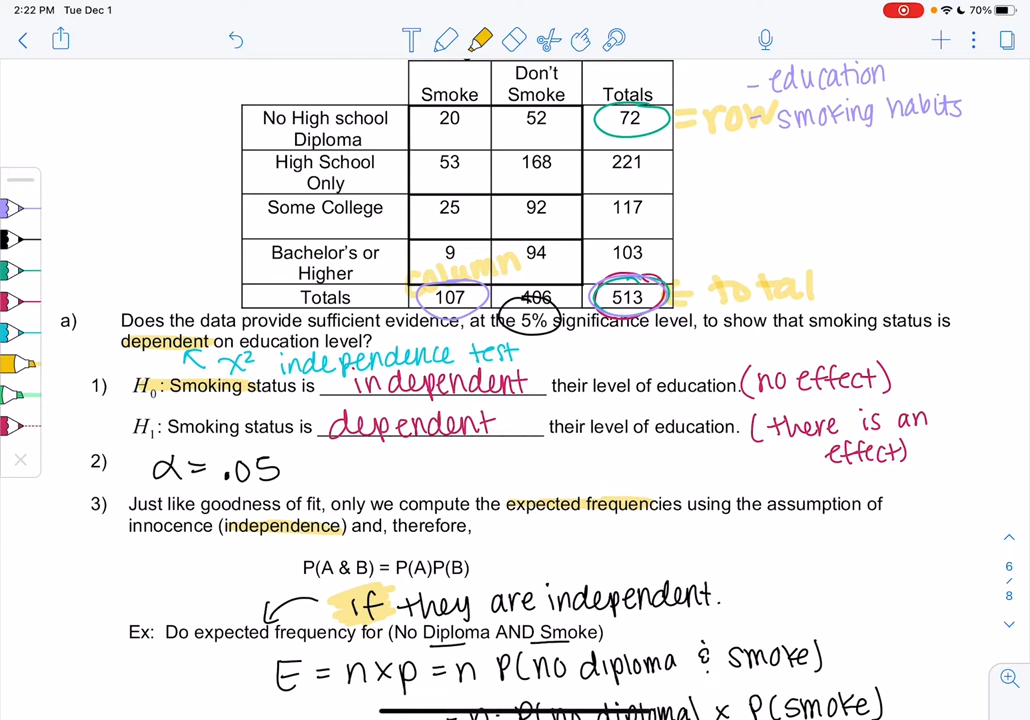 2:22 PM Tue Dec 1
70%
- education
- smoking habits
Smoke Don't Smoke Totals
No High school Diploma 20 52 72 = row
High School Only 53 168 221
Some College 25 92 117
Bachelor's or Higher 9 94 103
column
Totals 107 406 513 = total
a) Does the data provide sufficient evidence, at the 5% significance level, to show that smoking status is
dependent on education level?
x² independence test
1) H₀: Smoking status is independent their level of education. (no effect)
H₁: Smoking status is dependent their level of education. (there is an
effect)
2) α = .05
3) Just like goodness of fit, only we compute the expected frequencies using the assumption of
innocence (independence) and, therefore,
P(A & B) = P(A)P(B)
if they are independent.
Ex: Do expected frequency for (No Diploma AND Smoke)
E = n x p = n P(no diploma & smoke)
= n · P(no diploma) x P(smoke)
6
/
8